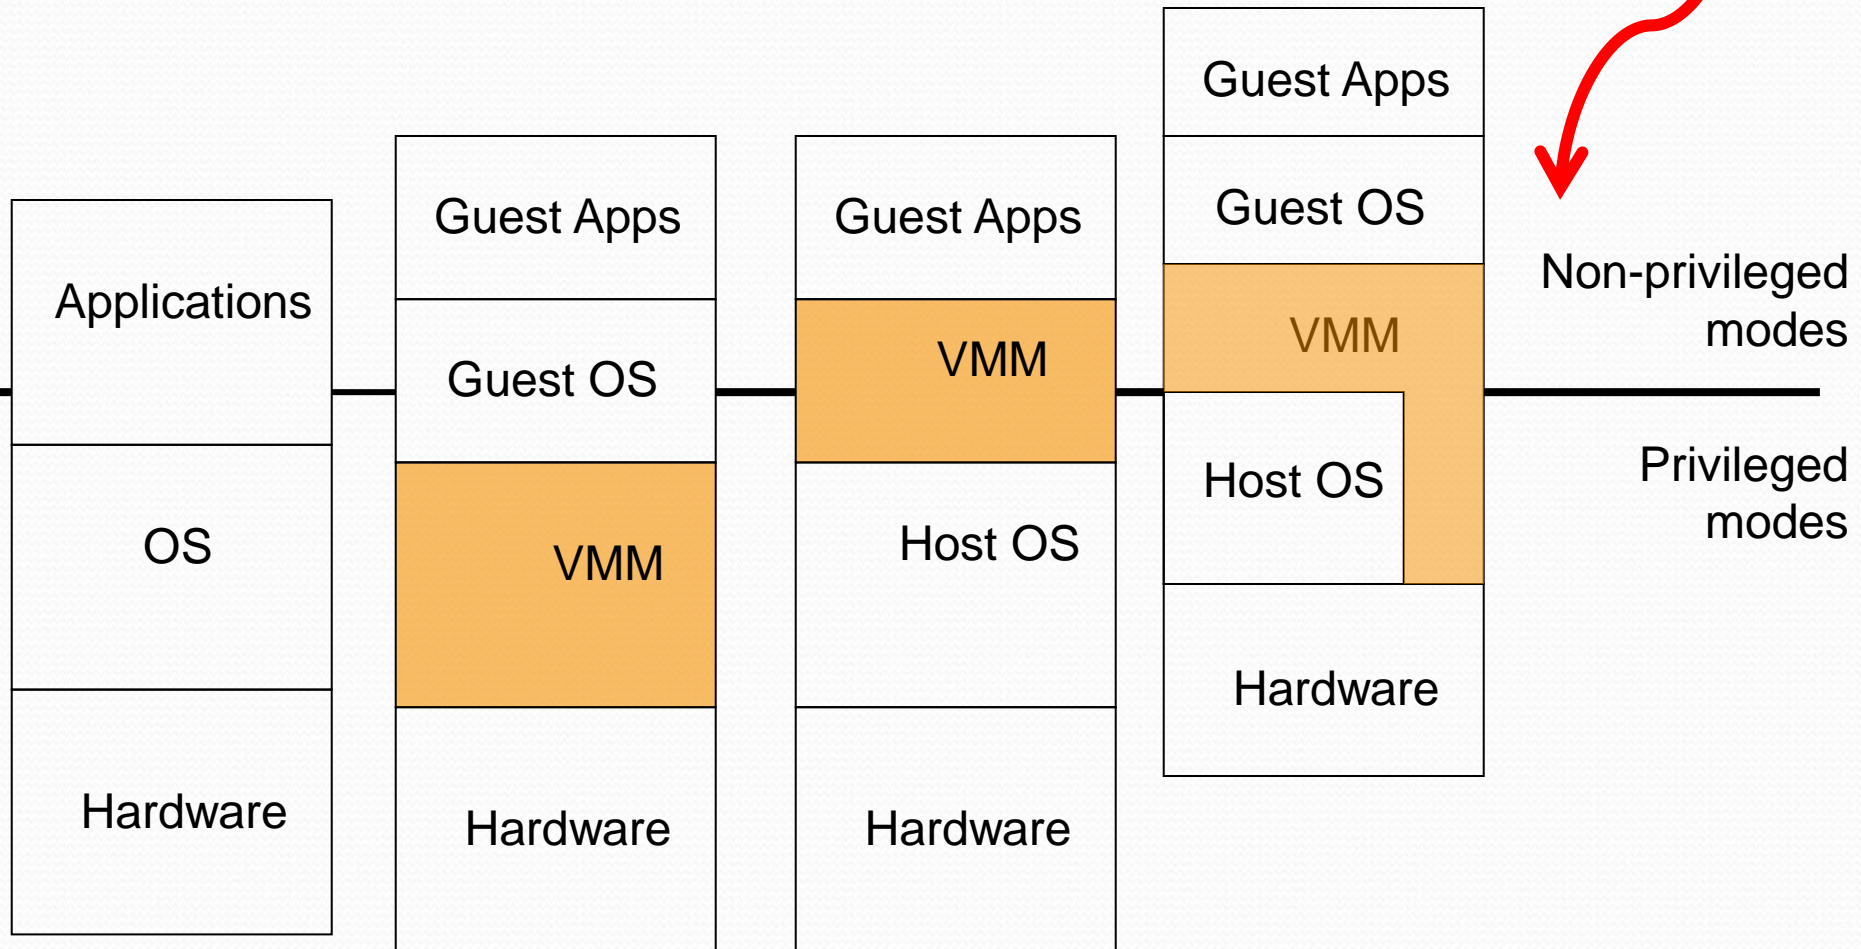 Applications
OS
Hardware
Guest Apps
Guest OS
VMM
Hardware
Guest Apps
VMM
Host OS
Hardware
Guest Apps
Guest OS
VMM
Host OS
Hardware
Non-privileged
modes
Privileged
modes